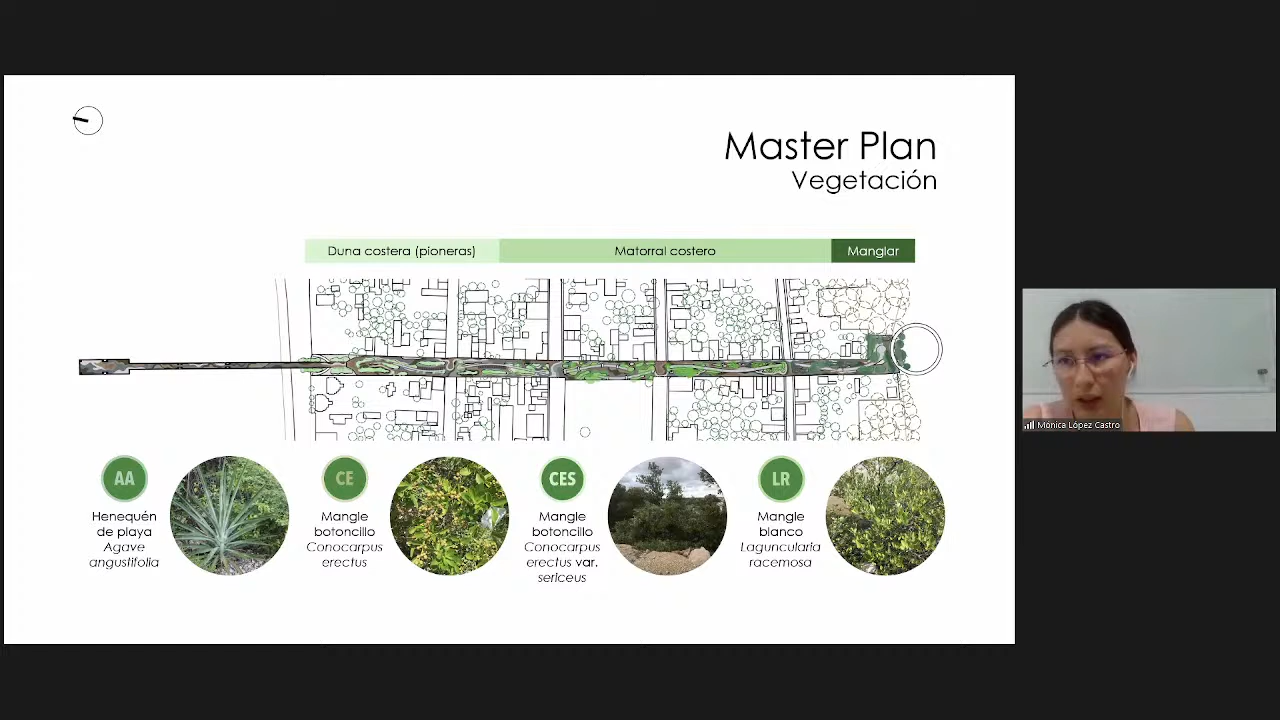 Master Plan
Vegetación
Duna costera (pioneras)
Matorral costero
Manglar
AA
Henequén
de playa
Agave
angustifolia
CE
Mangle
botoncillo
Conocarpus
erectus
CES
Mangle
botoncillo
Conocarpus
erectus var.
sericeus
LR
Mangle
blanco
Laguncularia
racemosa
Mónica López Castro